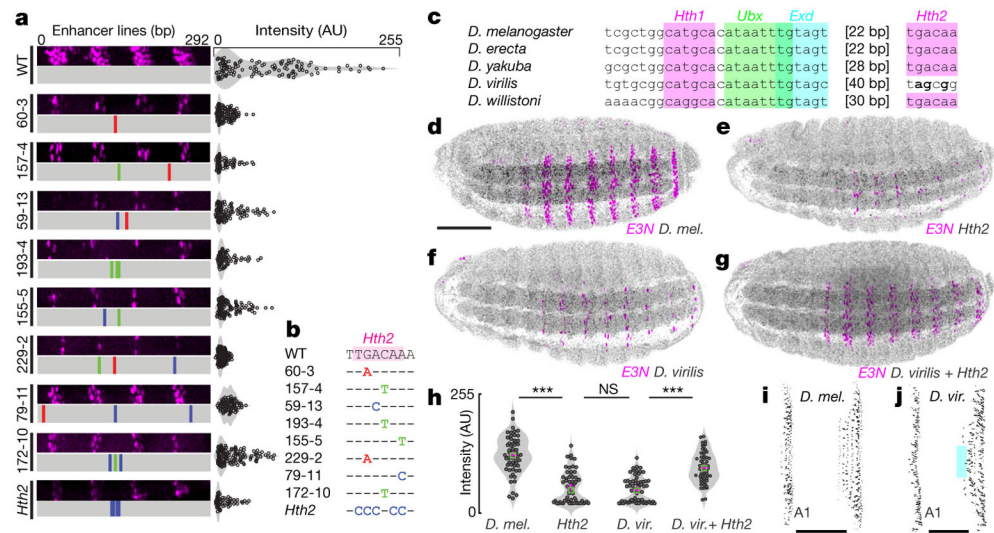 a
Enhancer lines (bp)
0 292
Intensity (AU)
0 255
WT
60-3
157-4
59-13
193-4
155-5
229-2
79-11
172-10
Hth2
b
Hth2
WT TTGACAAA
60-3 --A-----
157-4 -----T--
59-13 ---C----
193-4 -----T--
155-5 -------T
229-2 --A-----
79-11 -------C
172-10 -----T--
Hth2 -CCC-CC-
c
Hth1 Ubx Exd Hth2
D. melanogaster tcgctggcatgcacataatttgtagt [22 bp] tgacaa
D. erecta tcgctggcatgcacataatttgtagt [22 bp] tgacaa
D. yakuba gcgctggcatgcacataatttgtagt [28 bp] tgacaa
D. virilis tgtgcggcatgcacataatttgtagt [40 bp] tagcgg
D. willistoni aaaacggcaggcacataatttgtagt [30 bp] tgacaa
d
E3N D. mel.
e
E3N Hth2
f
E3N D. virilis
g
E3N D. virilis + Hth2
h
Intensity (AU)
255
0
*** NS ***
D. mel. Hth2 D. vir. D. vir.+ Hth2
i
D. mel.
A1
j
D. vir.
A1